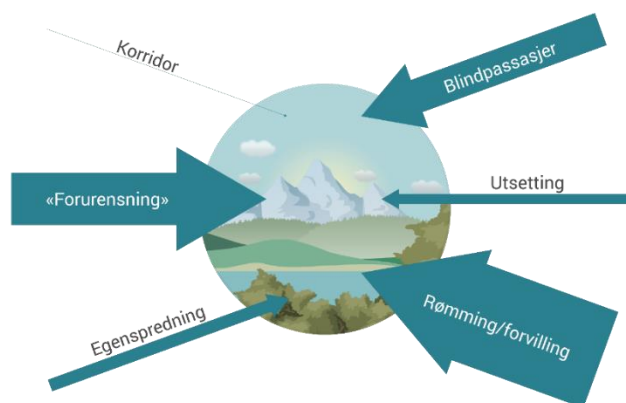 Korridor
Blindpassasjer
«Forurensning»
Utsetting
Egenspredning
Rømming/forvilling